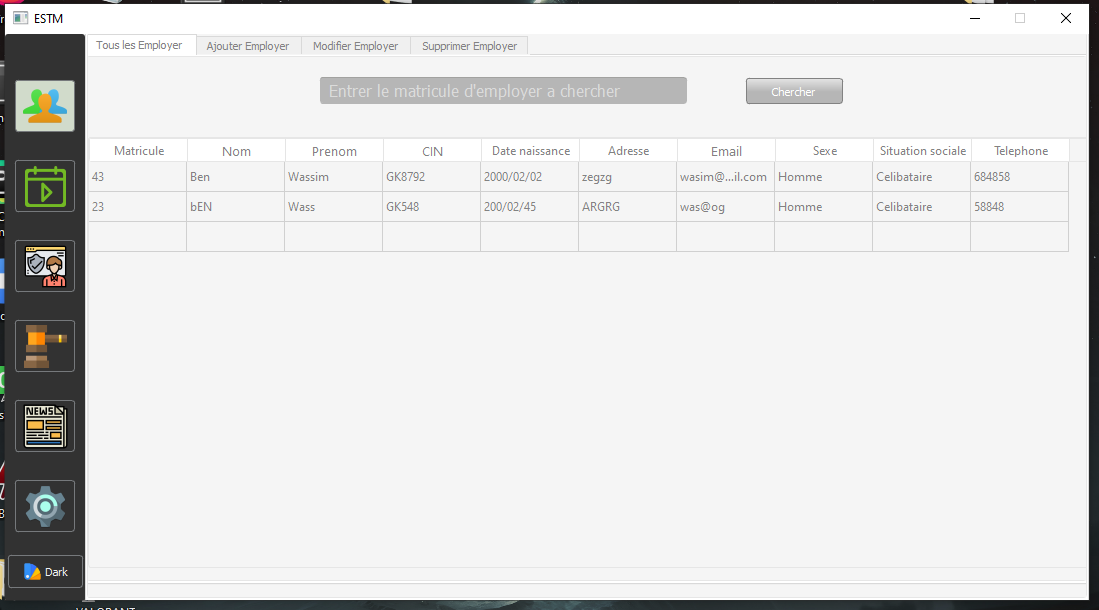 ESTM
Tous les Employer Ajouter Employer Modifier Employer Supprimer Employer
Entrer le matricule d'employer a chercher Chercher
Matricule Nom Prenom CIN Date naissance Adresse Email Sexe Situation sociale Telephone
43 Ben Wassim GK8792 2000/02/02 zegzg wasim@...il.com Homme Celibataire 684858
23 bEN Wass GK548 200/02/45 ARGRG was@og Homme Celibataire 58848
NEWS
Dark
VALORANT